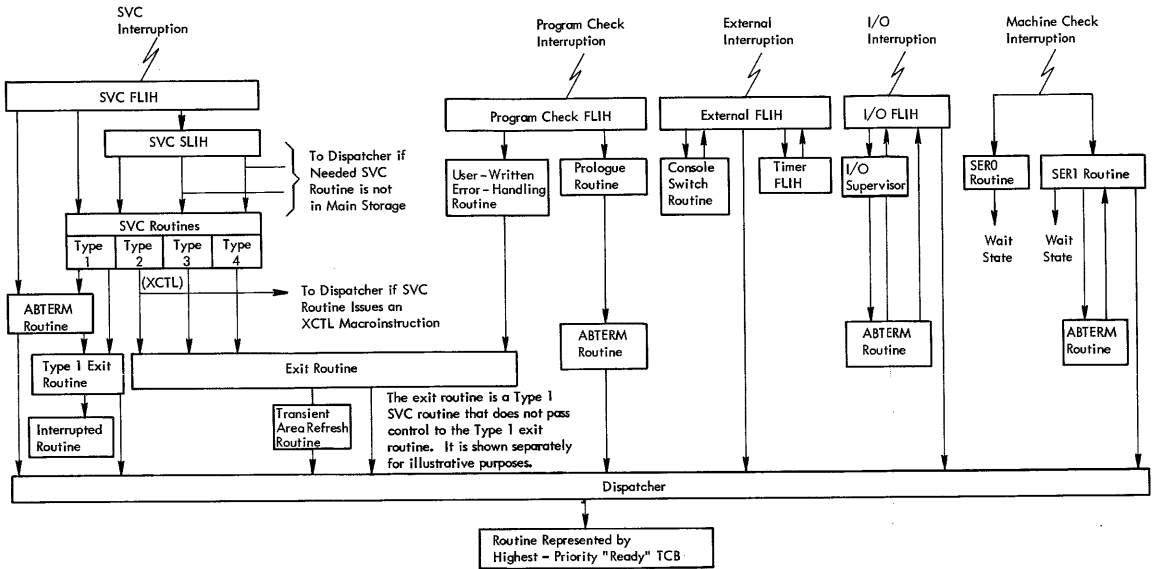 SVC
Interruption
Program Check
Interruption
External
Interruption
I/O
Interruption
Machine Check
Interruption
SVC FLIH
Program Check FLIH
External FLIH
I/O FLIH
SVC SLIH
To Dispatcher if
Needed SVC
Routine is not
in Main Storage
User-Written
Error-Handling
Routine
Prologue
Routine
Console
Switch
Routine
Timer
FLIH
I/O
Supervisor
SER0
Routine
SER1 Routine
Wait
State
Wait
State
SVC Routines
Type
1
Type
2
Type
3
Type
4
(XCTL)
To Dispatcher if SVC
Routine Issues an
XCTL Macroinstruction
ABTERM
Routine
ABTERM
Routine
ABTERM
Routine
ABTERM
Routine
Type 1 Exit
Routine
Exit Routine
Interrupted
Routine
Transient
Area Refresh
Routine
The exit routine is a Type 1
SVC routine that does not pass
control to the Type 1 exit
routine. It is shown separately
for illustrative purposes.
Dispatcher
Routine Represented by
Highest - Priority "Ready" TCB